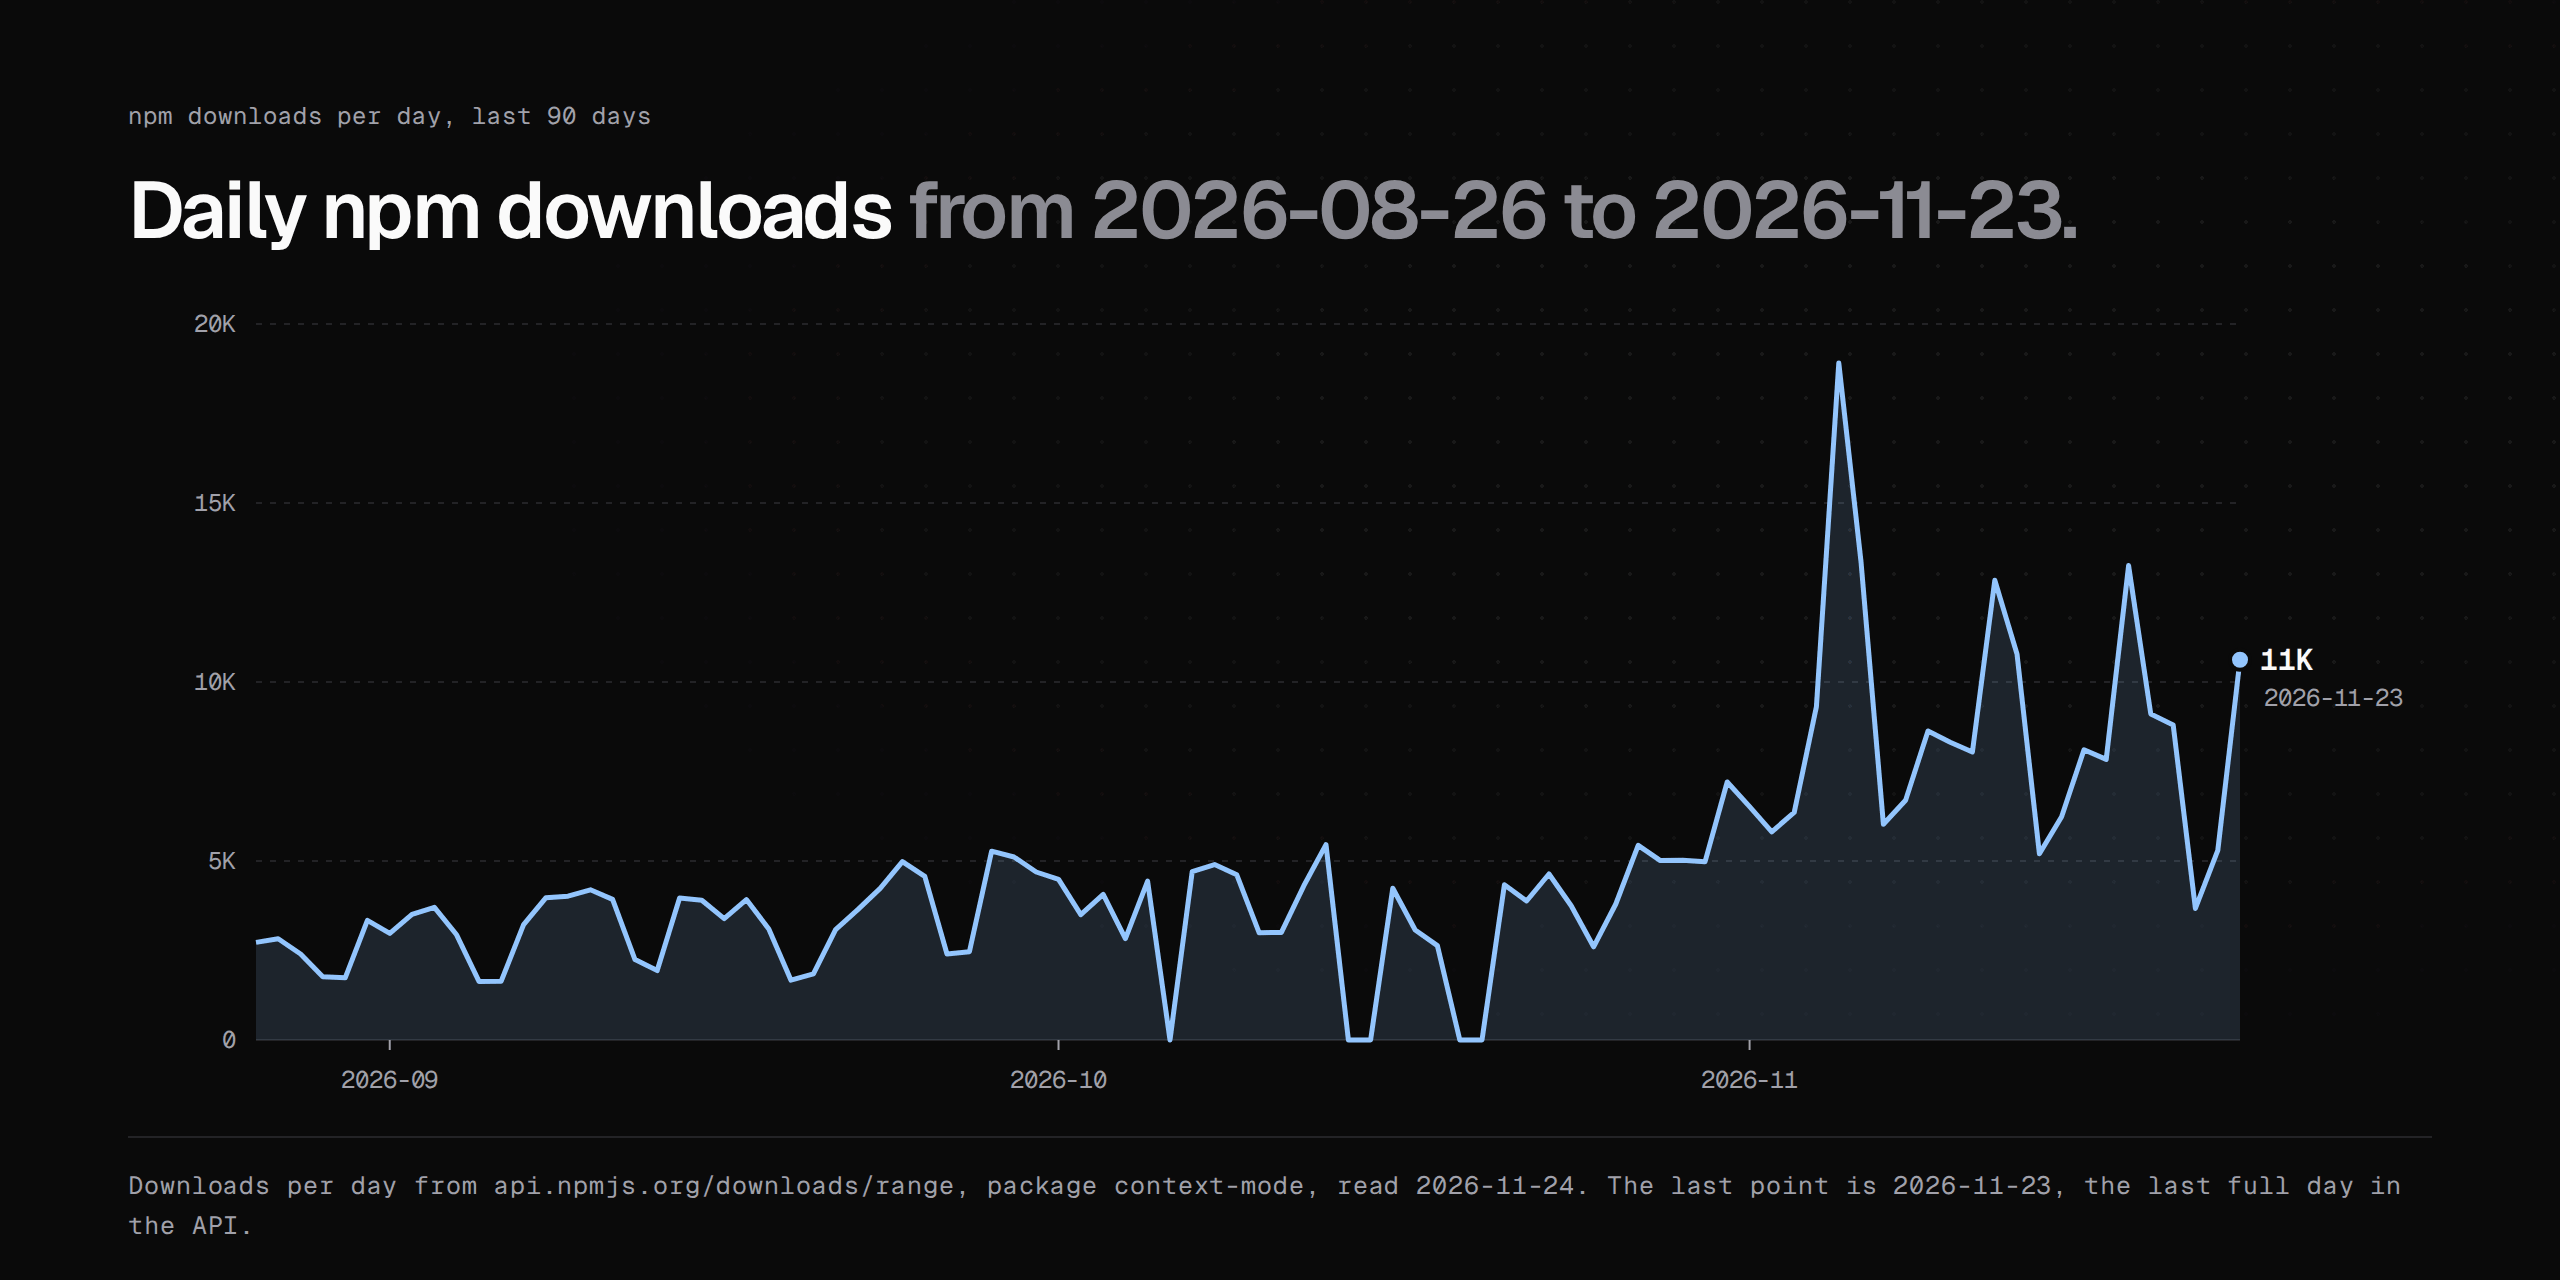 npm downloads per day, last 90 days
Daily npm downloads from 2026-08-26 to 2026-11-23.
20K
15K
10K
5K
0
11K
2026-11-23
2026-09
2026-10
2026-11
Downloads per day from api.npmjs.org/downloads/range, package context-mode, read 2026-11-24. The last point is 2026-11-23, the last full day in
the API.